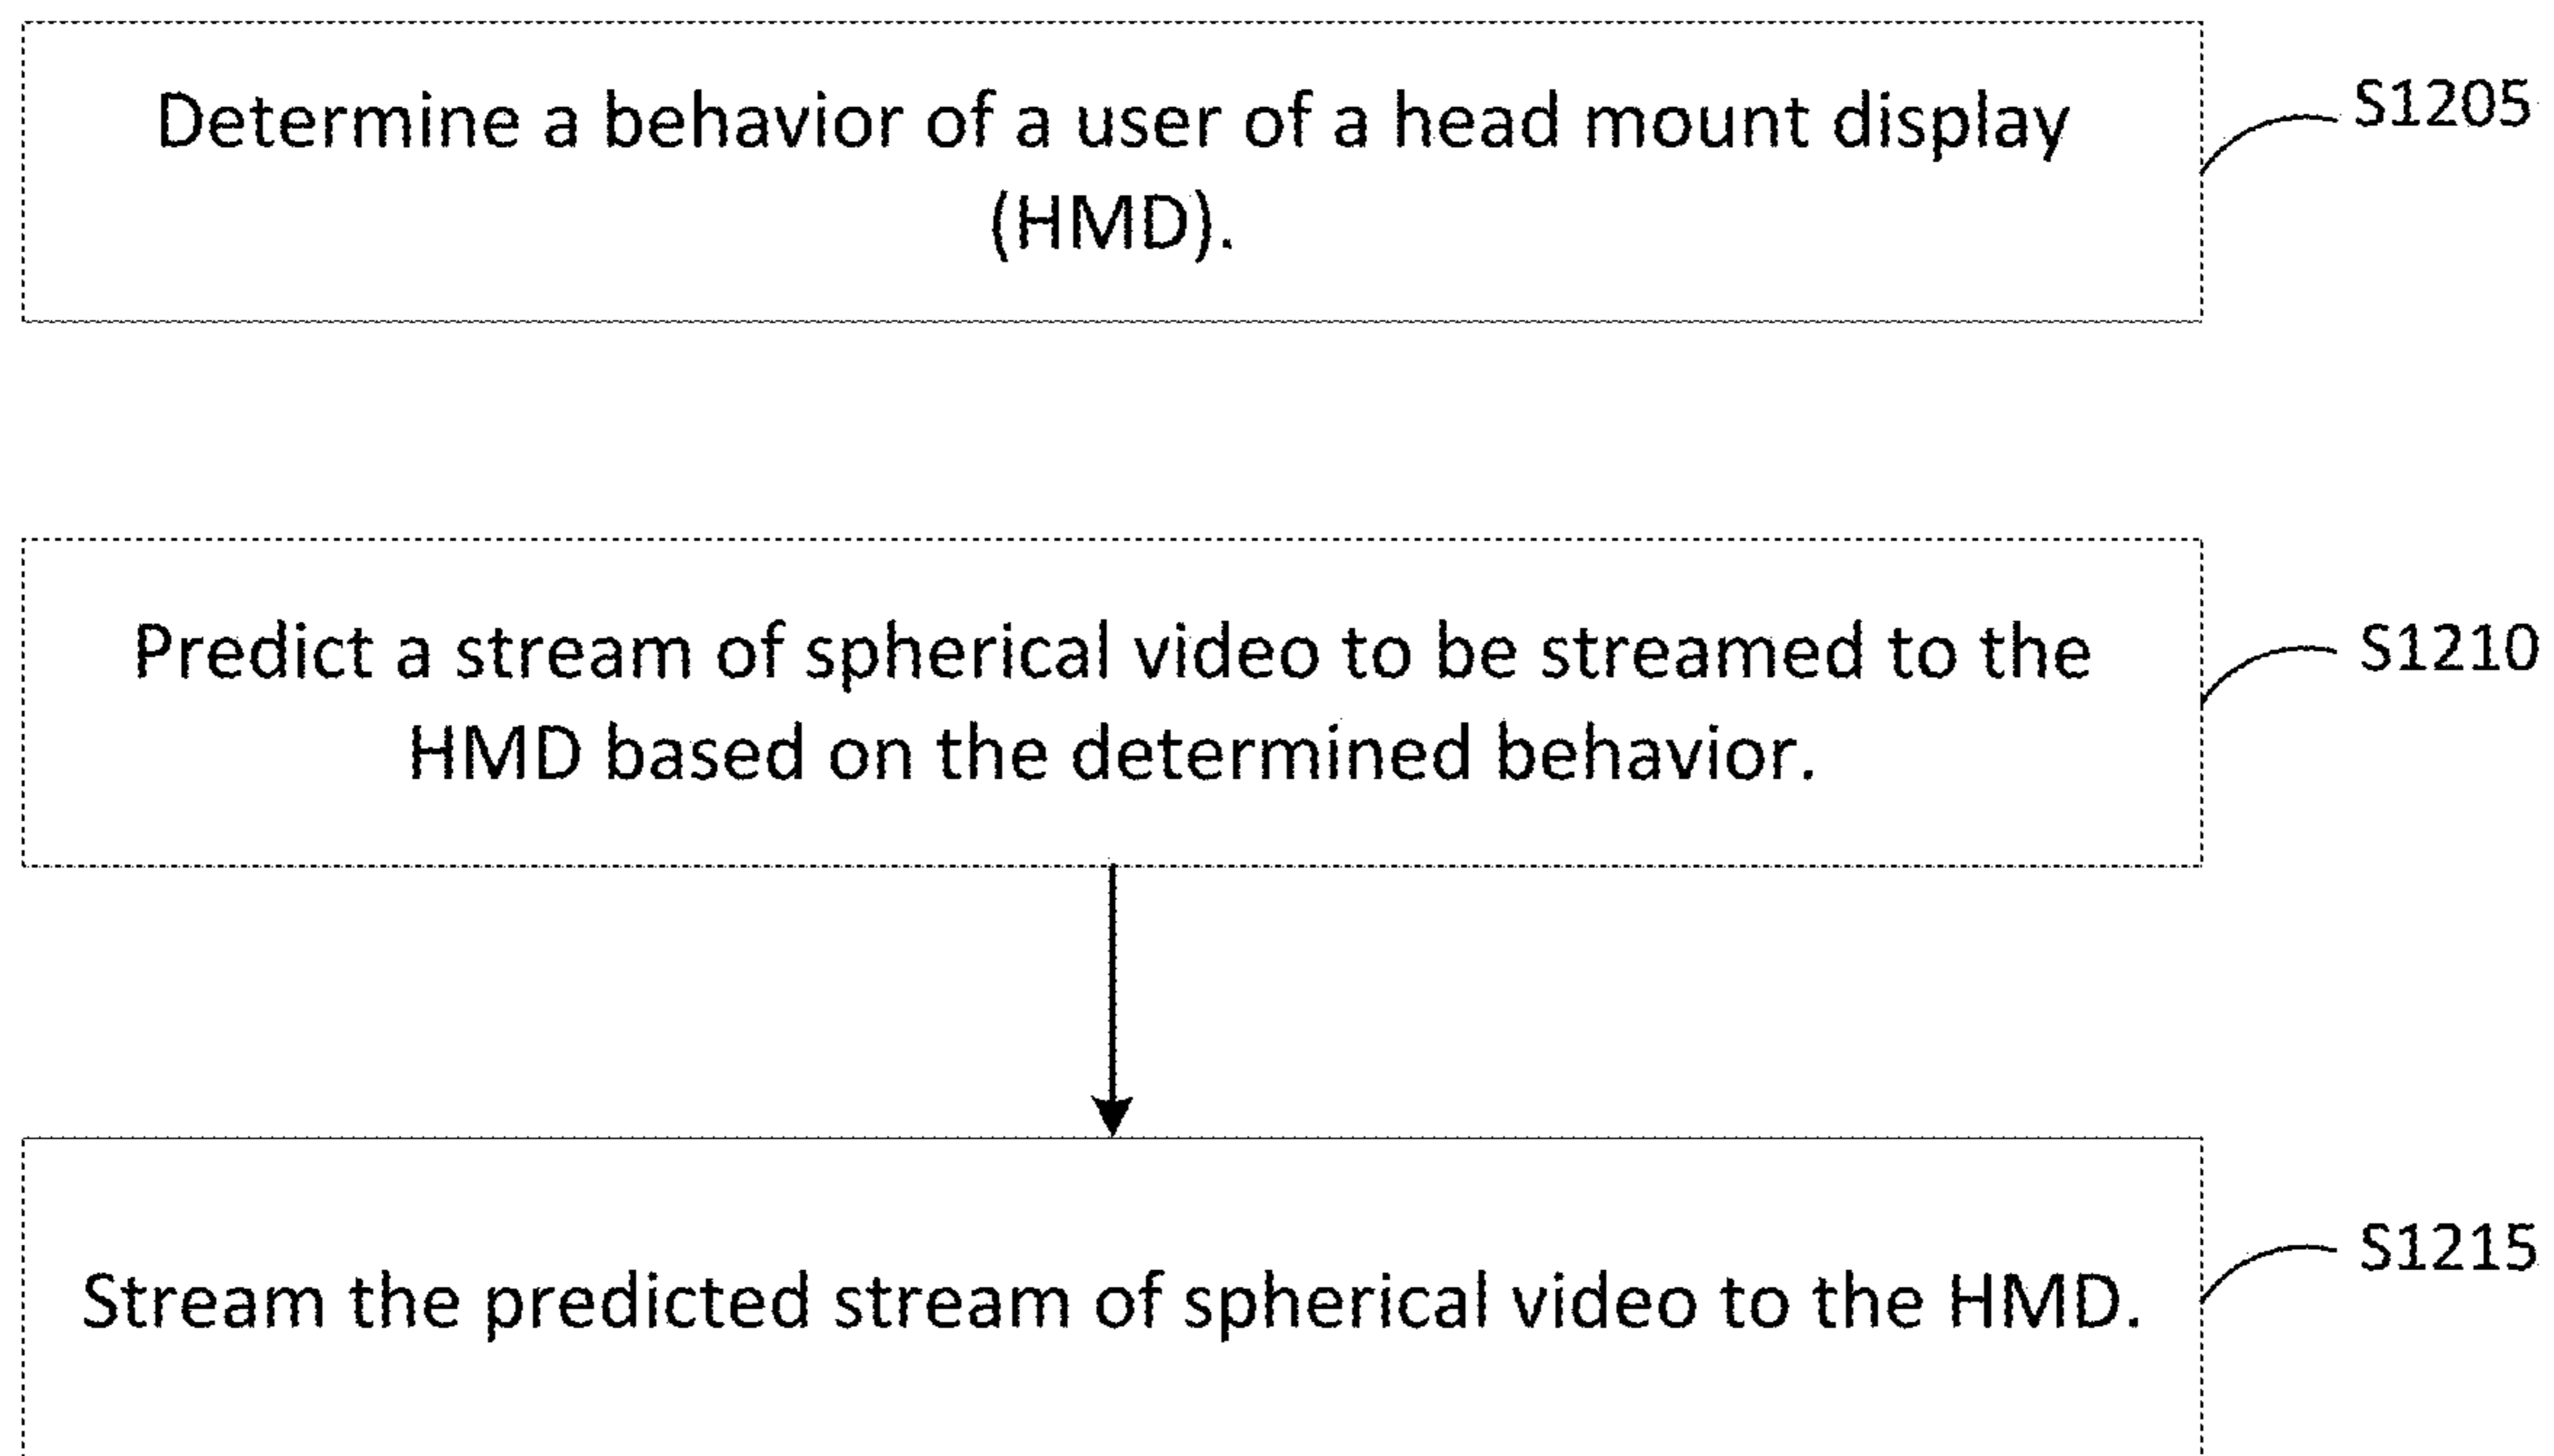 Determine a behavior of a user of a head mount display
(HMD).
S1205
Predict a stream of spherical video to be streamed to the
HMD based on the determined behavior.
S1210
Stream the predicted stream of spherical video to the HMD.
S1215